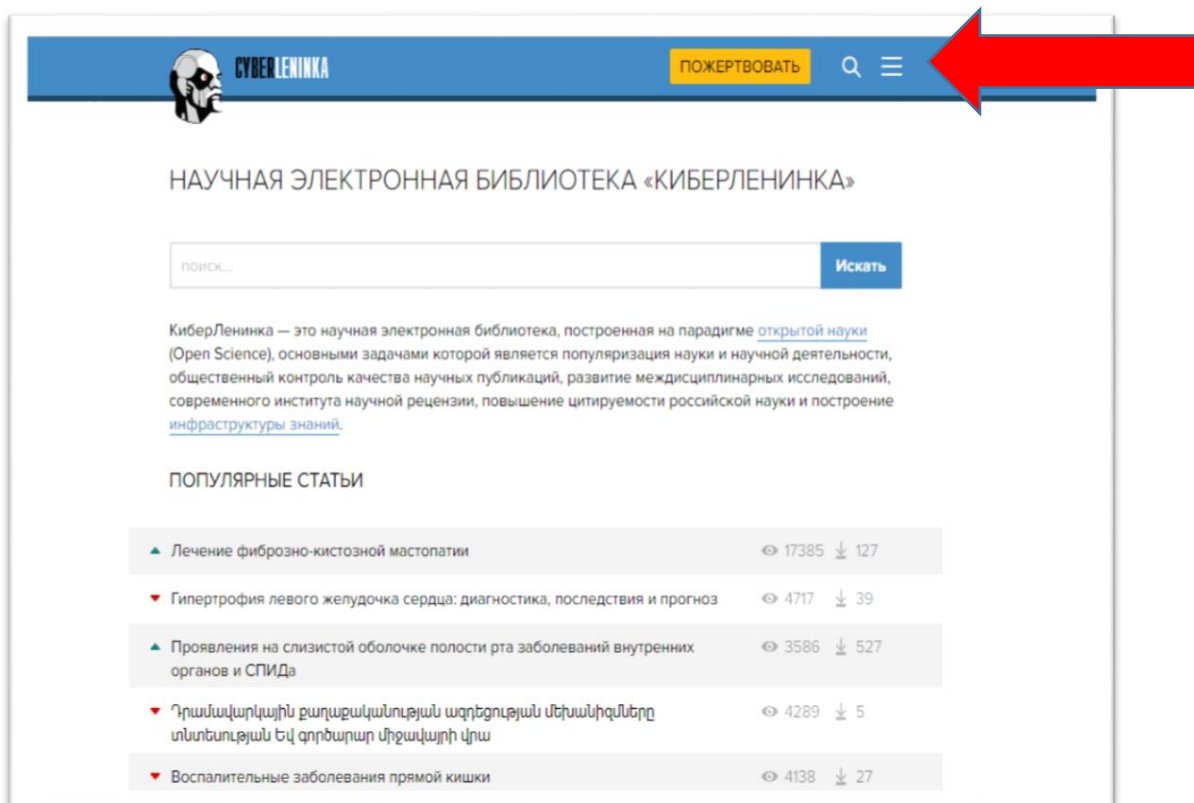 CYBERLENINKA
ПОЖЕРТВОВАТЬ
НАУЧНАЯ ЭЛЕКТРОННАЯ БИБЛИОТЕКА «КИБЕРЛЕНИНКА»
поиск...
Искать
КиберЛенинка — это научная электронная библиотека, построенная на парадигме открытой науки
(Open Science), основными задачами которой является популяризация науки и научной деятельности,
общественный контроль качества научных публикаций, развитие междисциплинарных исследований,
современного института научной рецензии, повышение цитируемости российской науки и построение
инфраструктуры знаний.
ПОПУЛЯРНЫЕ СТАТЬИ
Лечение фиброзно-кистозной мастопатии 17385 127
Гипертрофия левого желудочка сердца: диагностика, последствия и прогноз 4717 39
Проявления на слизистой оболочке полости рта заболеваний внутренних 3586 527
органов и СПИДа
Դրամավարկային քաղաքականության ազդեցության մեխանիզմները 4289 5
տնտեսության Եվ գործարար միջավայրի վրա
Воспалительные заболевания прямой кишки 4138 27